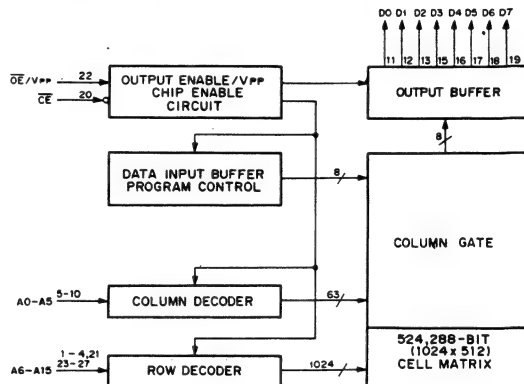 D0 D1 D2 D3 D4 D5 D6 D7
11 12 13 15 16 17 18 19
OE/VPP 22
CE 20
OUTPUT ENABLE/VPP
CHIP ENABLE
CIRCUIT
OUTPUT BUFFER
8
DATA INPUT BUFFER
PROGRAM CONTROL
8
COLUMN GATE
A0-A5 5-10
COLUMN DECODER
63
524,288-BIT
(1024x512)
CELL MATRIX
1-4,21
A6-A15 23-27
ROW DECODER
1024